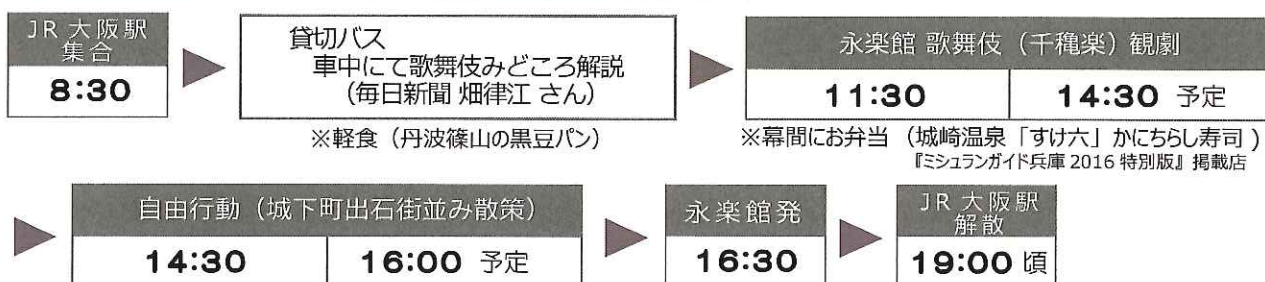 JR 大阪駅
集合
8:30
貸切バス
車中にて歌舞伎みどころ解説
（毎日新聞 畑律江 さん）
※軽食（丹波篠山の黒豆パン）
永楽館 歌舞伎（千穐楽）観劇
11:30 14:30 予定
※幕間にお弁当（城崎温泉「すけ六」かにちらし寿司）
『ミシュランガイド兵庫 2016 特別版』掲載店
自由行動（城下町出石街並み散策）
14:30 16:00 予定
永楽館発
16:30
JR 大阪駅
解散
19:00 頃